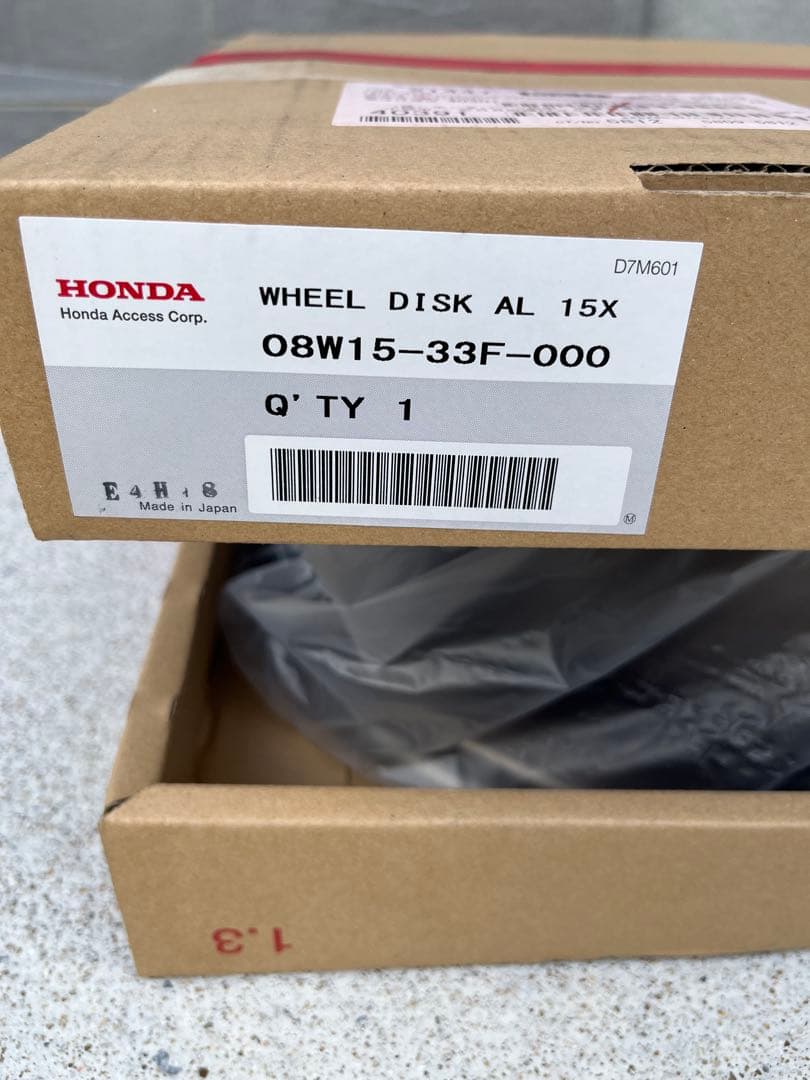 D7M601
HONDA
Honda Access Corp.
WHEEL DISK AL 15X
08W15-33F-000
Q'TY 1
E4H18
Made in Japan
M
1.3